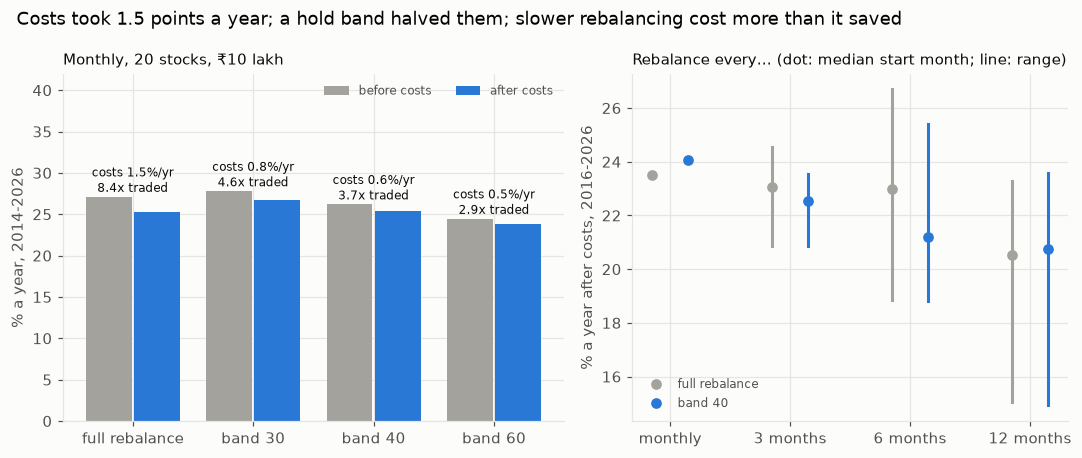 Costs took 1.5 points a year; a hold band halved them; slower rebalancing cost more than it saved
Monthly, 20 stocks, ₹10 lakh
before costs
after costs
% a year, 2014-2026
40
35
30
25
20
15
10
5
0
costs 1.5%/yr
8.4x traded
costs 0.8%/yr
4.6x traded
costs 0.6%/yr
3.7x traded
costs 0.5%/yr
2.9x traded
full rebalance
band 30
band 40
band 60
Rebalance every... (dot: median start month; line: range)
% a year after costs, 2016-2026
26
24
22
20
18
16
full rebalance
band 40
monthly
3 months
6 months
12 months